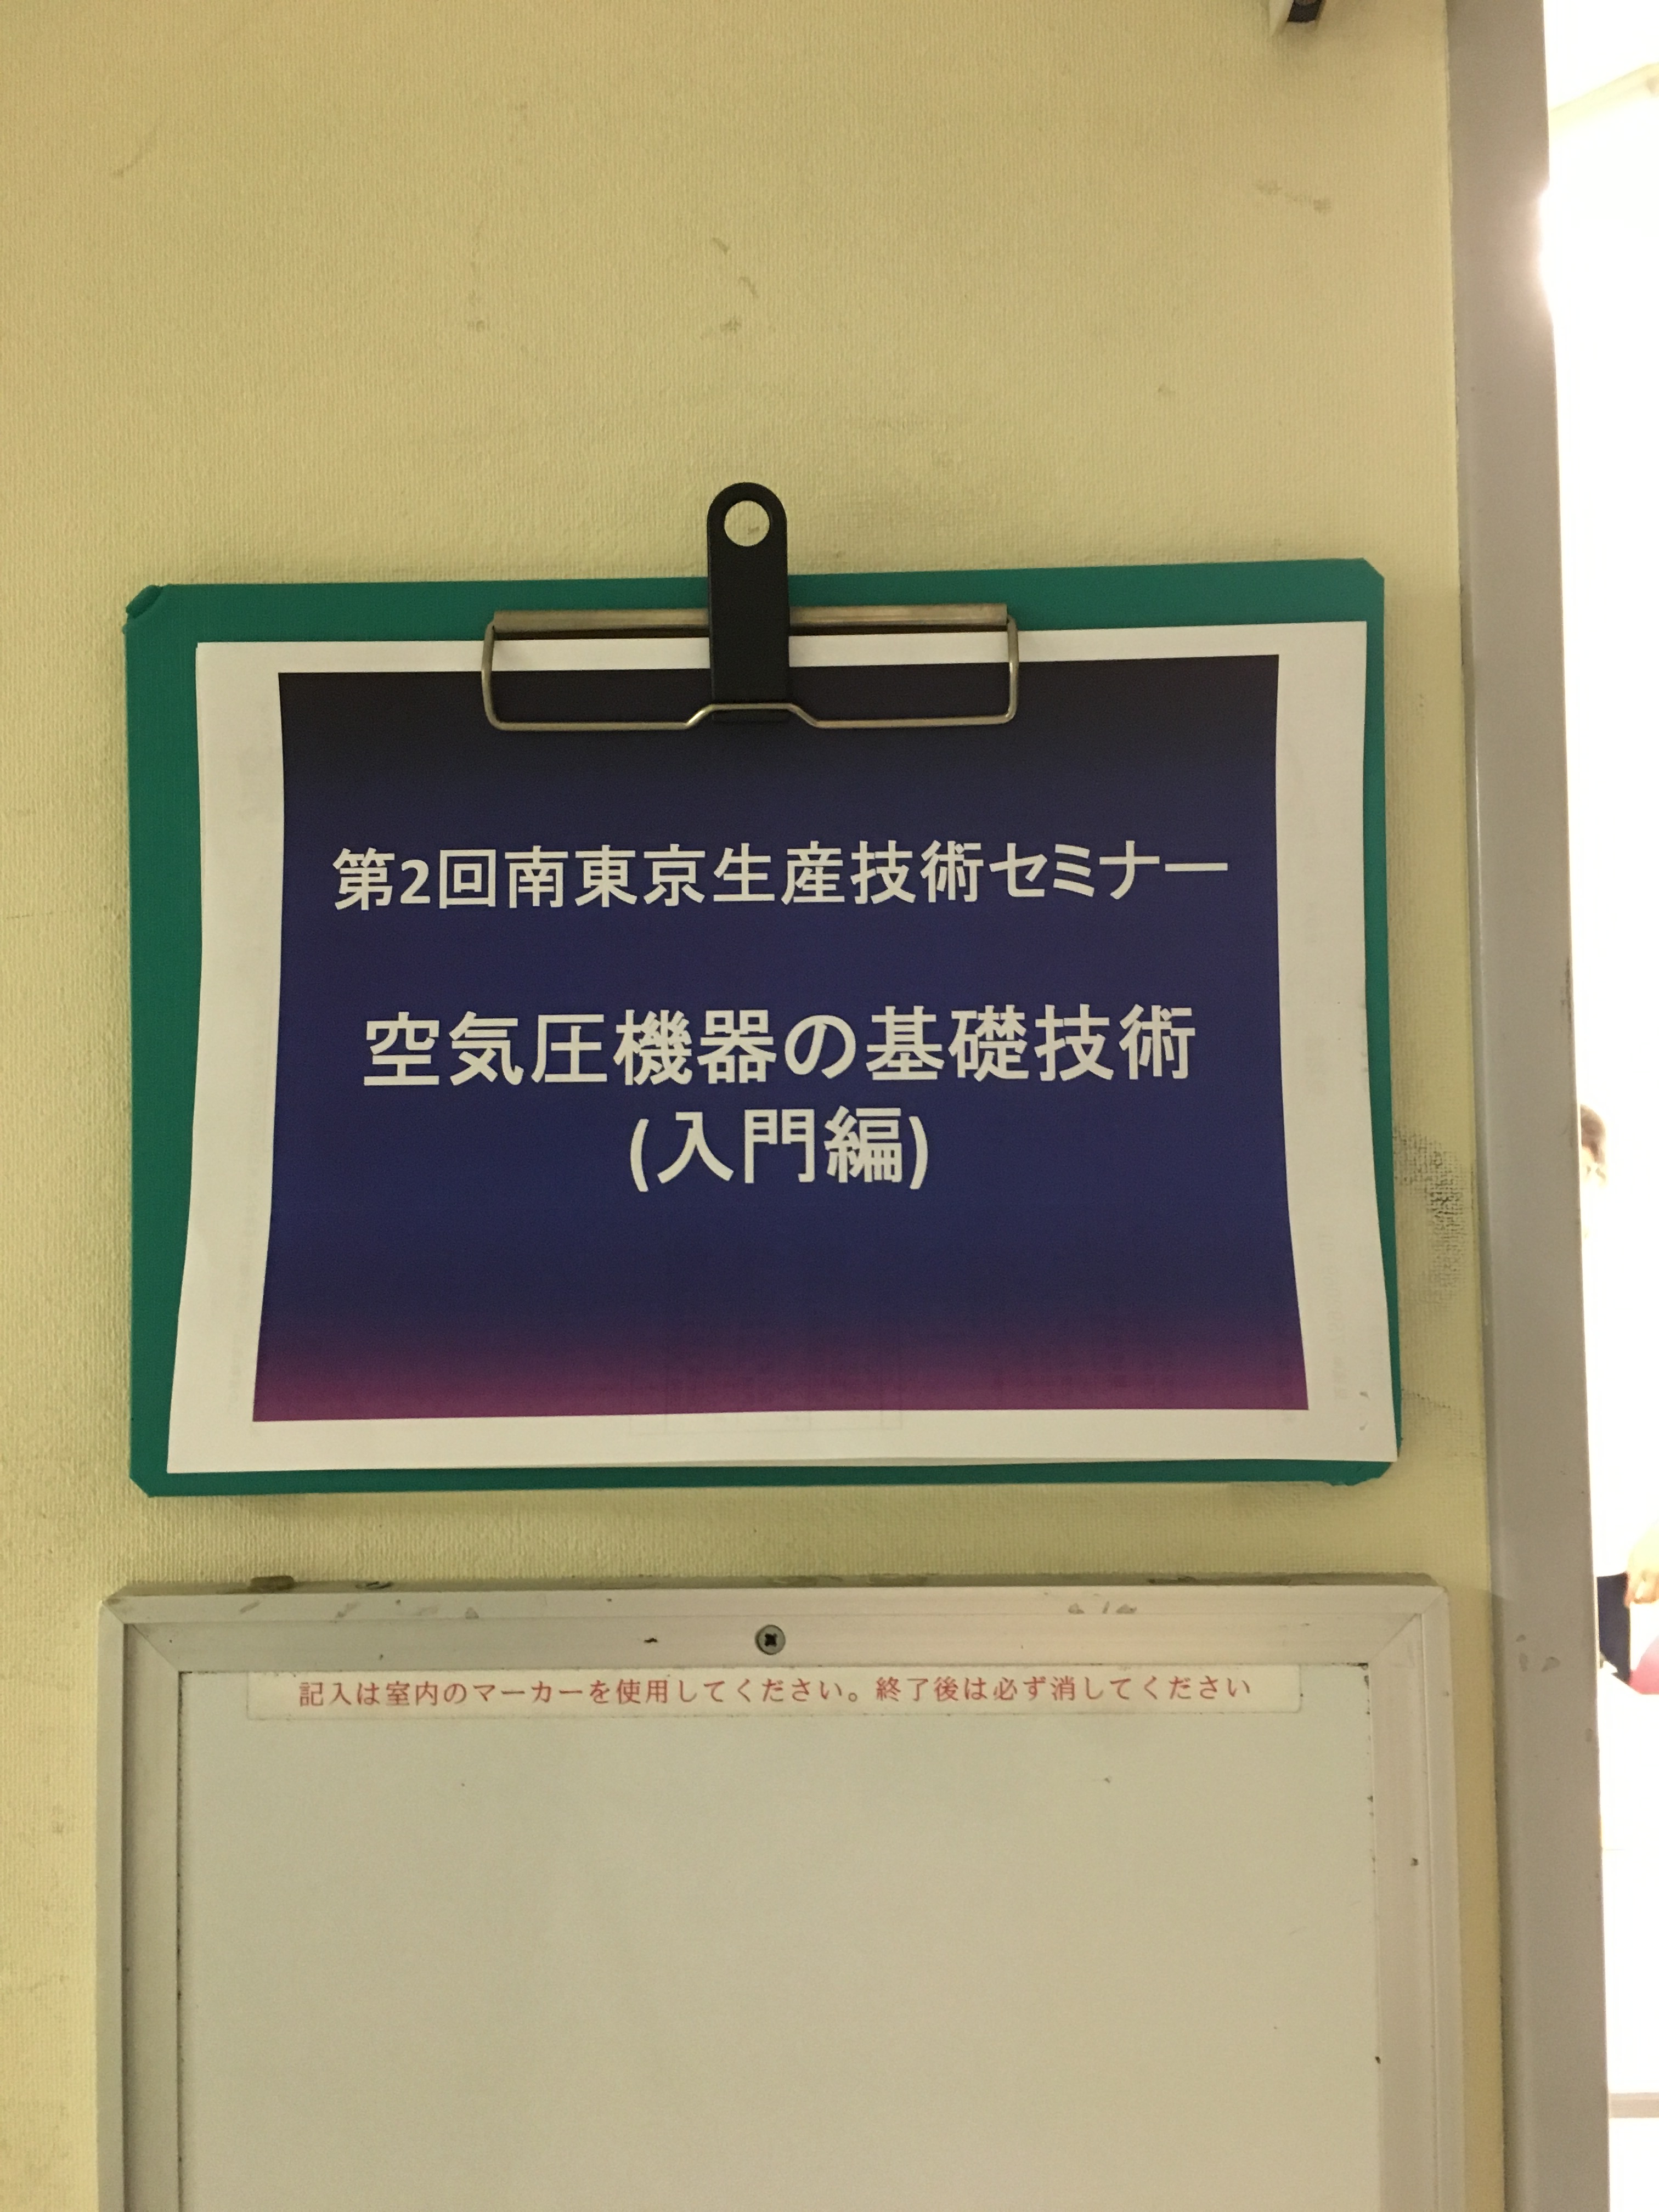 第2回南東京生産技術セミナー
空気圧機器の基礎技術
(入門編)
記入は室内のマーカーを使用してください。終了後は必ず消してください